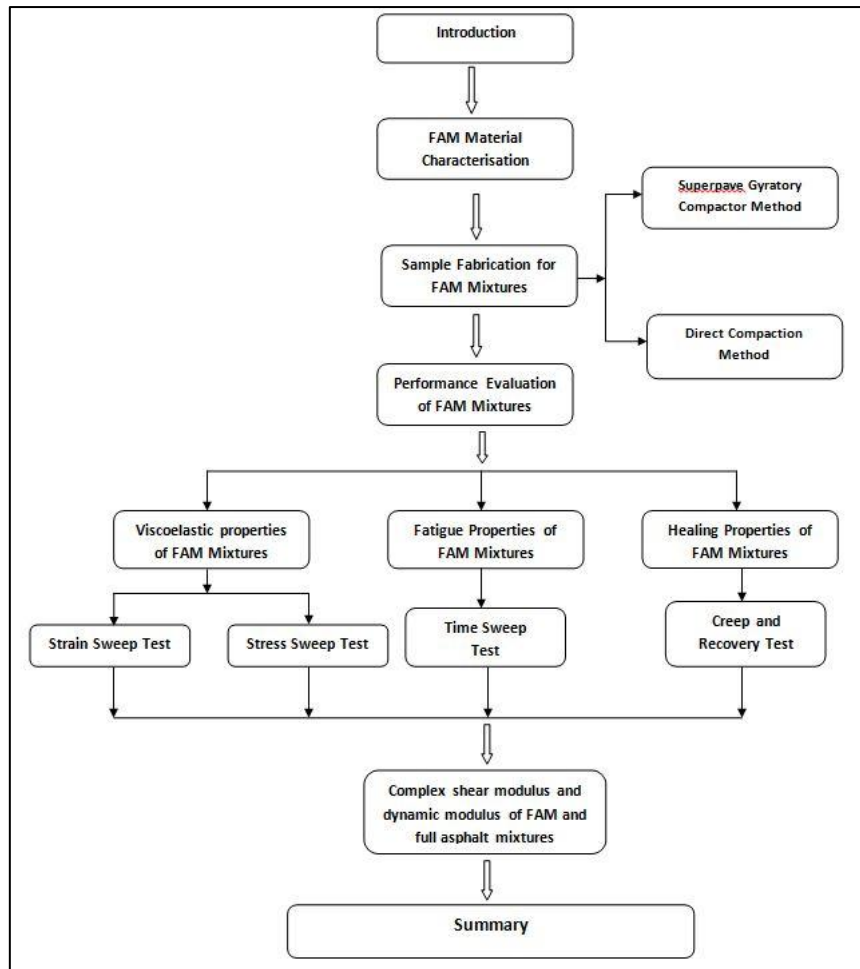 Introduction
FAM Material
Characterisation
Superpave Gyratory
Compactor Method
Sample Fabrication for
FAM Mixtures
Direct Compaction
Method
Performance Evaluation
of FAM Mixtures
Viscoelastic properties
of FAM Mixtures
Fatigue Properties of
FAM Mixtures
Healing Properties of
FAM Mixtures
Strain Sweep Test
Stress Sweep Test
Time Sweep
Test
Creep and
Recovery Test
Complex shear modulus and
dynamic modulus of FAM and
full asphalt mixtures
Summary